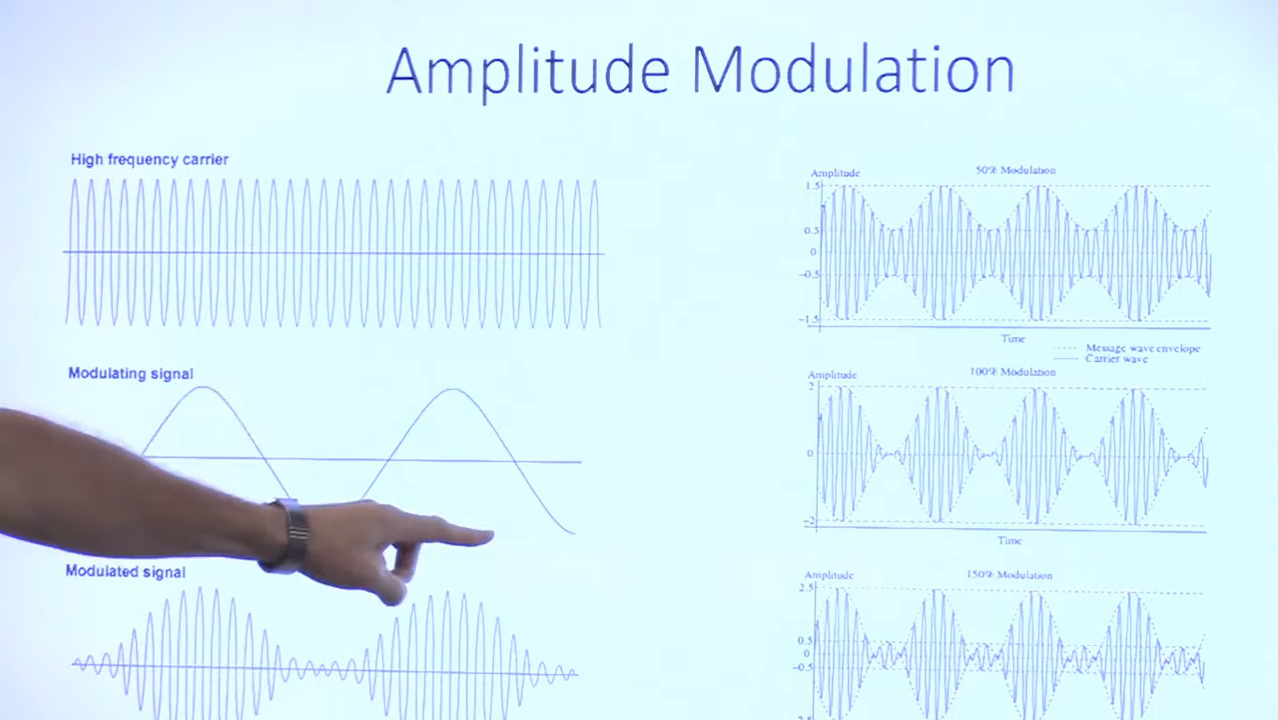 Amplitude Modulation
High frequency carrier
Modulating signal
Modulated signal
Amplitude
50% Modulation
1.5
0.5
0
-0.5
-1.5
Time
Message wave envelope
Carrier wave
Amplitude
100% Modulation
2
0
-2
Time
Amplitude
150% Modulation
2.5
0.5
0
-0.5